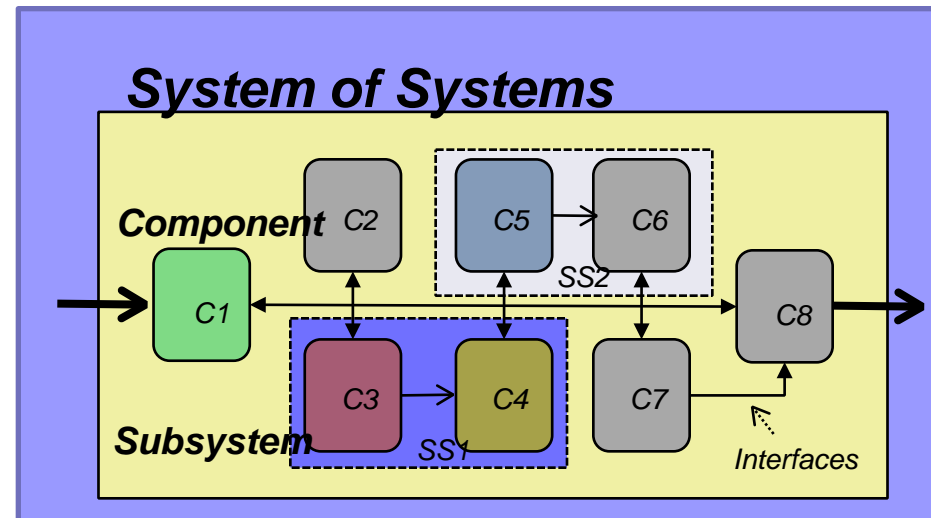 System of Systems
Component
C2
C5
C6
SS2
C1
C8
C3
C4
C7
Subsystem
SS1
Interfaces